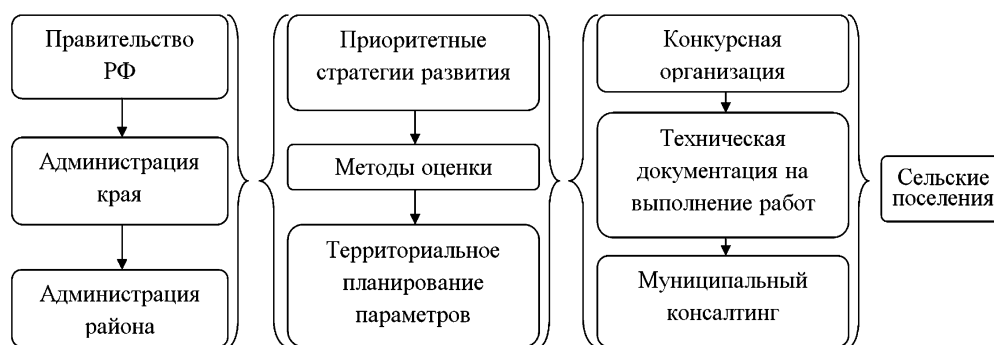 Правительство
РФ
Администрация
края
Администрация
района
Приоритетные
стратегии развития
Методы оценки
Территориальное
планирование
параметров
Конкурсная
организация
Техническая
документация на
выполнение работ
Муниципальный
консалтинг
Сельские
поселения